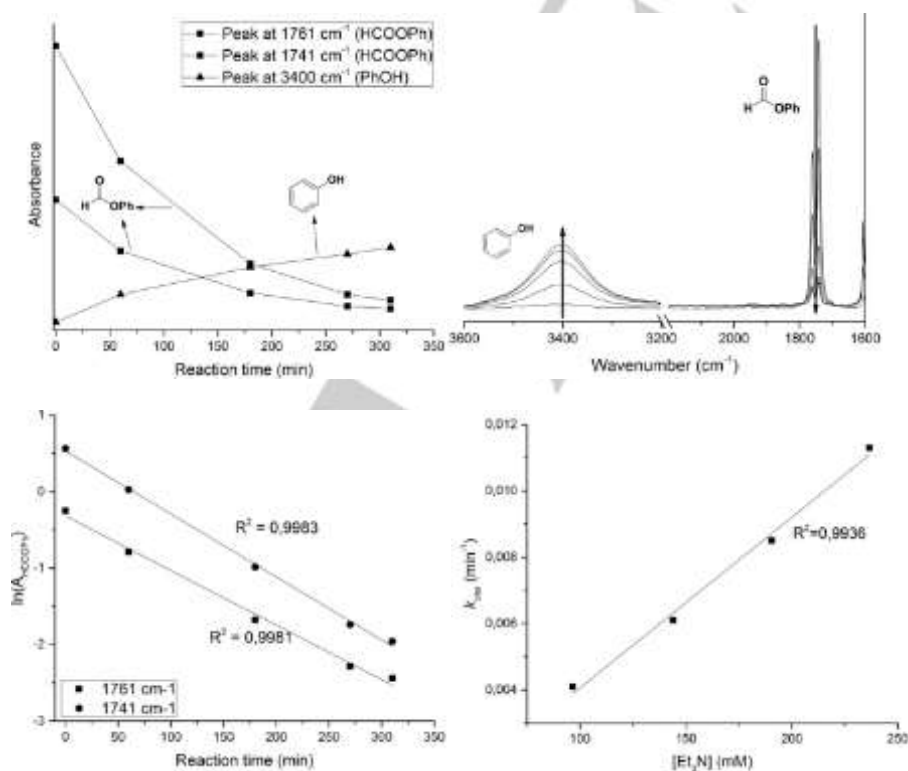 Peak at 1761 cm⁻¹ (HCOOPh)
Peak at 1741 cm⁻¹ (HCOOPh)
Peak at 3400 cm⁻¹ (PhOH)
Absorbance
O
H
OPh
OH
0 50 100 150 200 250 300 350
Reaction time (min)
O
H
OPh
OH
3600 3400 3200 2000 1800 1600
Wavenumber (cm⁻¹)
1
0
-1
-2
-3
R² = 0,9983
R² = 0,9981
1761 cm-1
1741 cm-1
0 50 100 150 200 250 300 350
Reaction time (min)
0,012
0,010
0,008
0,006
0,004
(min⁻¹)
R²=0,9936
100 150 200 250
[Et₃N] (mM)